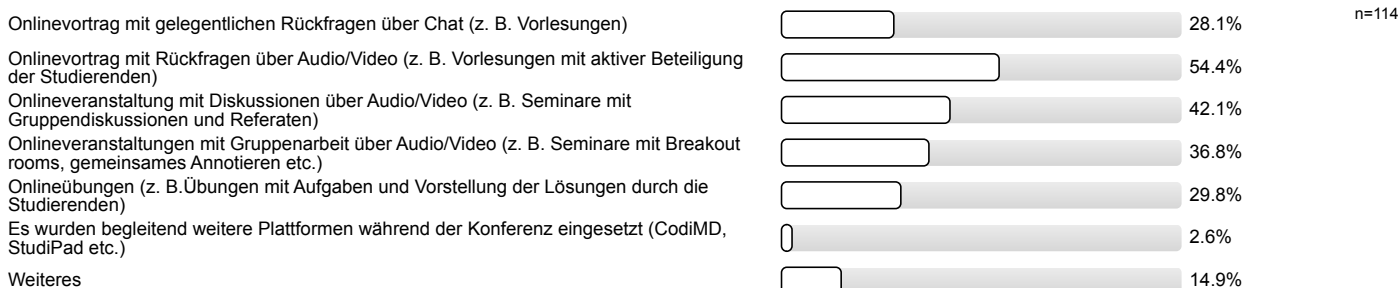 Onlinevortrag mit gelegentlichen Rückfragen über Chat (z. B. Vorlesungen) 28.1% n=114
Onlinevortrag mit Rückfragen über Audio/Video (z. B. Vorlesungen mit aktiver Beteiligung
der Studierenden) 54.4%
Onlineveranstaltung mit Diskussionen über Audio/Video (z. B. Seminare mit
Gruppendiskussionen und Referaten) 42.1%
Onlineveranstaltungen mit Gruppenarbeit über Audio/Video (z. B. Seminare mit Breakout
rooms, gemeinsames Annotieren etc.) 36.8%
Onlineübungen (z. B.Übungen mit Aufgaben und Vorstellung der Lösungen durch die
Studierenden) 29.8%
Es wurden begleitend weitere Plattformen während der Konferenz eingesetzt (CodiMD,
StudiPad etc.) 2.6%
Weiteres 14.9%